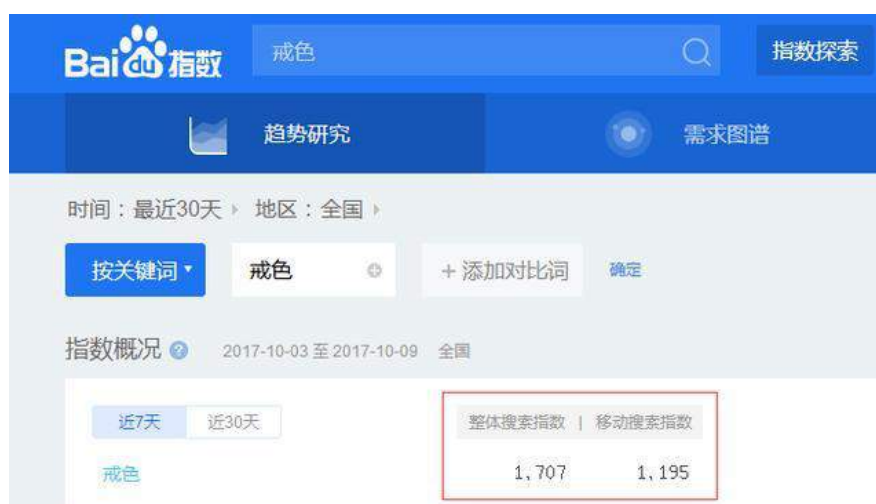 Bai du 指数 戒色 指数探索
趋势研究 需求图谱
时间：最近30天 地区：全国
按关键词 戒色 + 添加对比词 确定
指数概况 ? 2017-10-03 至 2017-10-09 全国
近7天 近30天 整体搜索指数 | 移动搜索指数
戒色 1,707 1,195